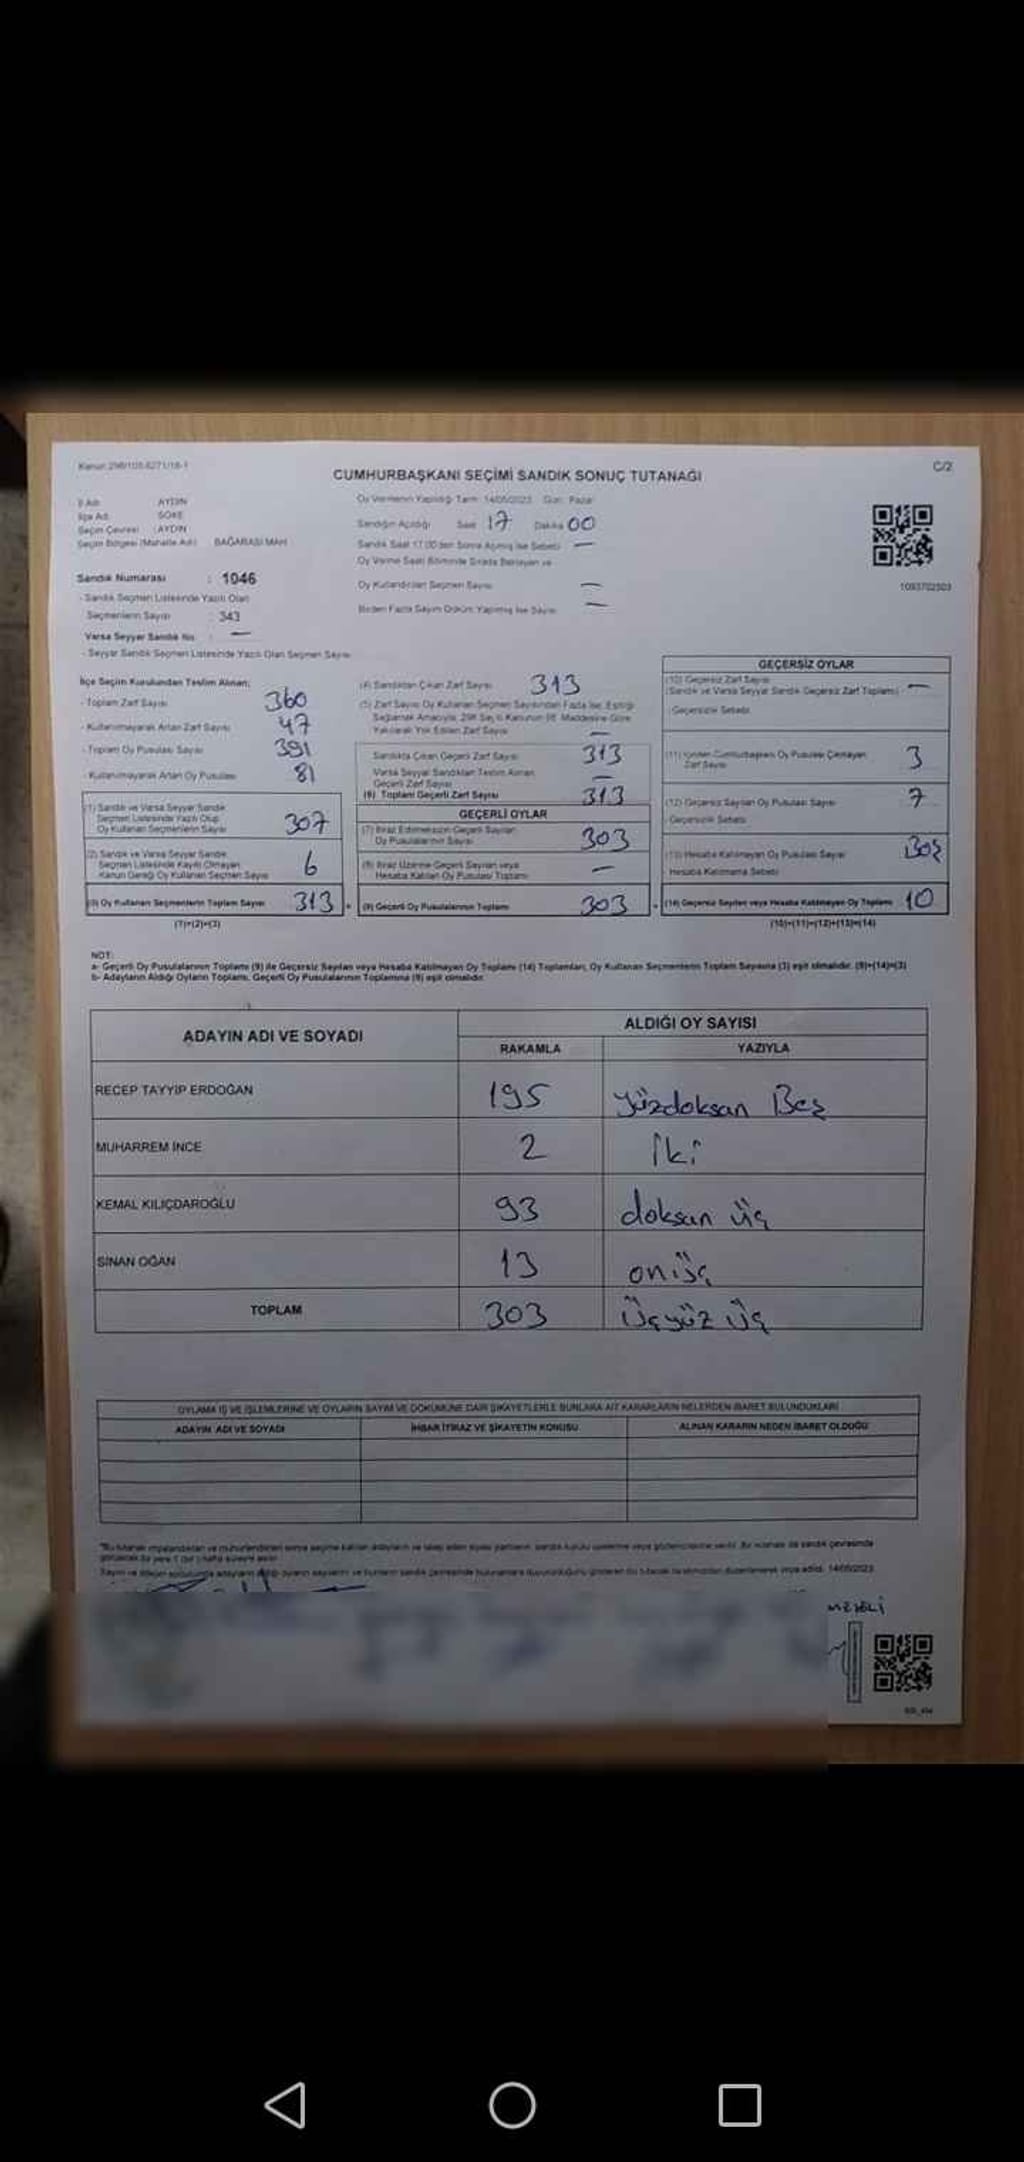 Kanun 298/105-6271/18-1
C/2
CUMHURBAŞKANI SEÇİMİ SANDIK SONUÇ TUTANAĞI
İl Adı AYDIN
İlçe Adı SÖKE
Seçim Çevresi : AYDIN
Seçim Bölgesi (Mahalle Adı) BAĞARASI MAH.
Oy Vermenin Yapıldığı Tarih: 14/05/2023 Gün: Pazar
Sandığın Açıldığı Saat 17 Dakika 00
Sandık Saat 17.00'den Sonra Açılmış İse Sebebi —
Oy Verme Saati Bitiminde Sırada Bekleyen ve
Oy Kullandırılan Seçmen Sayısı —
Birden Fazla Sayım Döküm Yapılmış İse Sayısı —
1093702503
Sandık Numarası : 1046
- Sandık Seçmen Listesinde Yazılı Olan
Seçmenlerin Sayısı : 343
Varsa Seyyar Sandık No : —
- Seyyar Sandık Seçmen Listesinde Yazılı Olan Seçmen Sayısı
İlçe Seçim Kurulundan Teslim Alınan;
- Toplam Zarf Sayısı 360
- Kullanılmayarak Artan Zarf Sayısı 47
- Toplam Oy Pusulası Sayısı 391
- Kullanılmayarak Artan Oy Pusulası 81
(1) Sandık ve Varsa Seyyar Sandık
Seçmen Listesinde Yazılı Olup
Oy Kullanan Seçmenlerin Sayısı 307
(2) Sandık ve Varsa Seyyar Sandık
Seçmen Listesinde Kayıtlı Olmayan
Kanun Gereği Oy Kullanan Seçmen Sayısı 6
(3) Oy Kullanan Seçmenlerin Toplam Sayısı 313
(1)+(2)=(3)
(4) Sandıktan Çıkan Zarf Sayısı 313
(5) Zarf Sayısı Oy Kullanan Seçmen Sayısından Fazla İse, Eşitliği
Sağlamak Amacıyla, 298 Sayılı Kanunun 98. Maddesine Göre
Yakılarak Yok Edilen Zarf Sayısı —
Sandıkta Çıkan Geçerli Zarf Sayısı 313
Varsa Seyyar Sandıktan Teslim Alınan
Geçerli Zarf Sayısı —
(6) Toplam Geçerli Zarf Sayısı 313
GEÇERLİ OYLAR
(7) İtiraz Edilmeksizin Geçerli Sayılan
Oy Pusulalarının Sayısı 303
(8) İtiraz Üzerine Geçerli Sayılan veya
Hesaba Katılan Oy Pusulası Toplamı —
(9) Geçerli Oy Pusulalarının Toplamı 303
GEÇERSİZ OYLAR
(10) Geçersiz Zarf Sayısı
(Sandık ve Varsa Seyyar Sandık Geçersiz Zarf Toplamı) —
- Geçersizlik Sebebi:
(11) İçinden Cumhurbaşkanı Oy Pusulası Çıkmayan
Zarf Sayısı 3
(12) Geçersiz Sayılan Oy Pusulası Sayısı 7
- Geçersizlik Sebebi
(13) Hesaba Katılmayan Oy Pusulası Sayısı Boş
- Hesaba Katılmama Sebebi
(14) Geçersiz Sayılan veya Hesaba Katılmayan Oy Toplamı 10
(10)+(11)+(12)+(13)=(14)
NOT:
a- Geçerli Oy Pusulalarının Toplamı (9) ile Geçersiz Sayılan veya Hesaba Katılmayan Oy Toplamı (14) Toplamları, Oy Kullanan Seçmenlerin Toplam Sayısına (3) eşit olmalıdır. (9)+(14)=(3)
b- Adayların Aldığı Oyların Toplamı, Geçerli Oy Pusulalarının Toplamına (9) eşit olmalıdır.
ADAYIN ADI VE SOYADI
ALDIĞI OY SAYISI
RAKAMLA YAZIYLA
RECEP TAYYİP ERDOĞAN 195 yüzdoksan Beş
MUHARREM İNCE 2 iki
KEMAL KILIÇDAROĞLU 93 doksan üç
SİNAN OĞAN 13 onüç
TOPLAM 303 Üçyüz üç
OYLAMA İŞ VE İŞLEMLERİNE VE OYLARIN SAYIM VE DÖKÜMÜNE DAİR ŞİKAYETLERLE BUNLARA AİT KARARLARIN NELERDEN İBARET BULUNDUKLARI
ADAYIN ADI VE SOYADI
İHBAR İTİRAZ VE ŞİKAYETİN KONUSU
ALINAN KARARIN NEDEN İBARET OLDUĞU